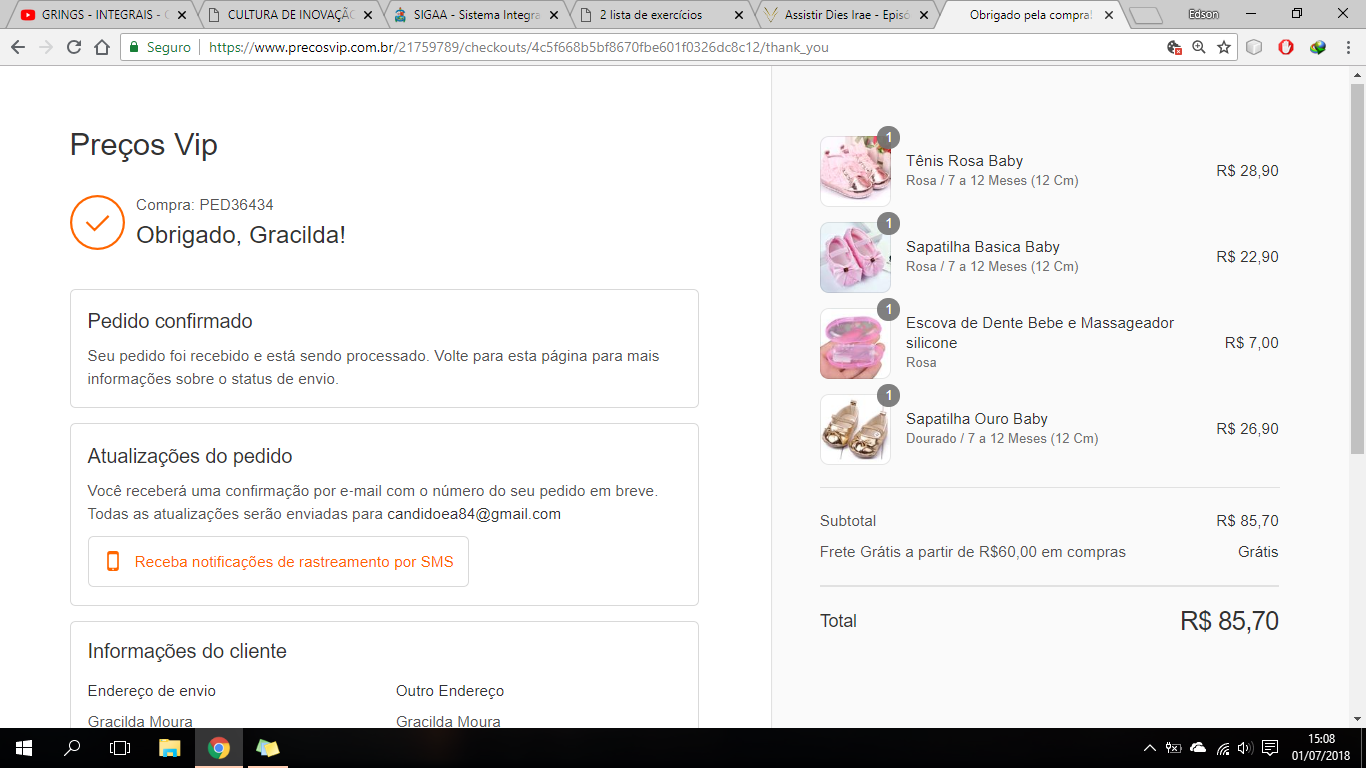 GRINGS - INTEGRAIS - C
CULTURA DE INOVAÇÃO
SIGAA - Sistema Integra
2 lista de exercícios
Assistir Dies Irae - Episó
Obrigado pela compra!
Edson
Seguro
https://www.precosvip.com.br/21759789/checkouts/4c5f668b5bf8670fbe601f0326dc8c12/thank_you
Preços Vip
Compra: PED36434
Obrigado, Gracilda!
Pedido confirmado
Seu pedido foi recebido e está sendo processado. Volte para esta página para mais
informações sobre o status de envio.
Atualizações do pedido
Você receberá uma confirmação por e-mail com o número do seu pedido em breve.
Todas as atualizações serão enviadas para candidoea84@gmail.com
Receba notificações de rastreamento por SMS
Informações do cliente
Endereço de envio
Outro Endereço
Gracilda Moura
Gracilda Moura
1
Tênis Rosa Baby
Rosa / 7 a 12 Meses (12 Cm)
R$ 28,90
1
Sapatilha Basica Baby
Rosa / 7 a 12 Meses (12 Cm)
R$ 22,90
1
Escova de Dente Bebe e Massageador
silicone
Rosa
R$ 7,00
1
Sapatilha Ouro Baby
Dourado / 7 a 12 Meses (12 Cm)
R$ 26,90
Subtotal R$ 85,70
Frete Grátis a partir de R$60,00 em compras Grátis
Total R$ 85,70
15:08
01/07/2018